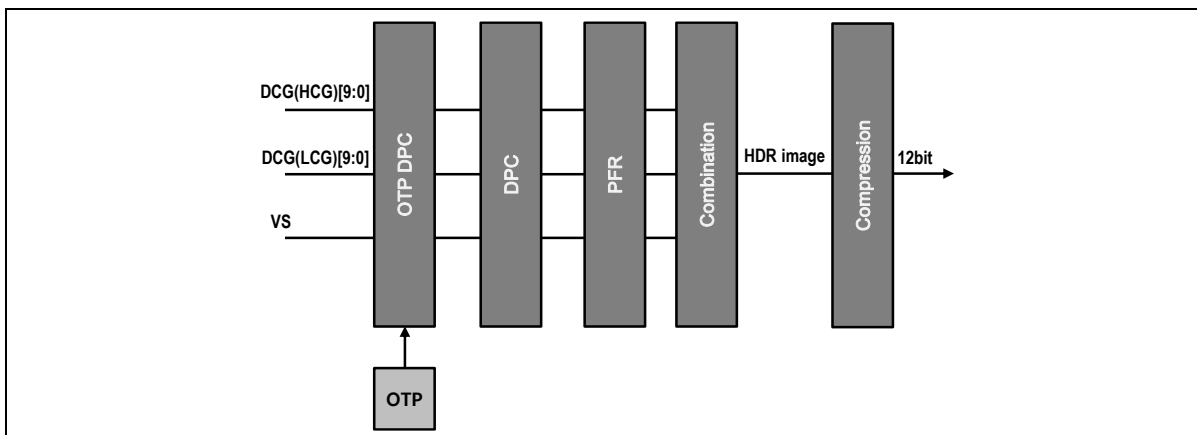 DCG(HCG)[9:0]
DCG(LCG)[9:0]
VS
OTP DPC
DPC
PFR
Combination
HDR image
Compression
12bit
OTP